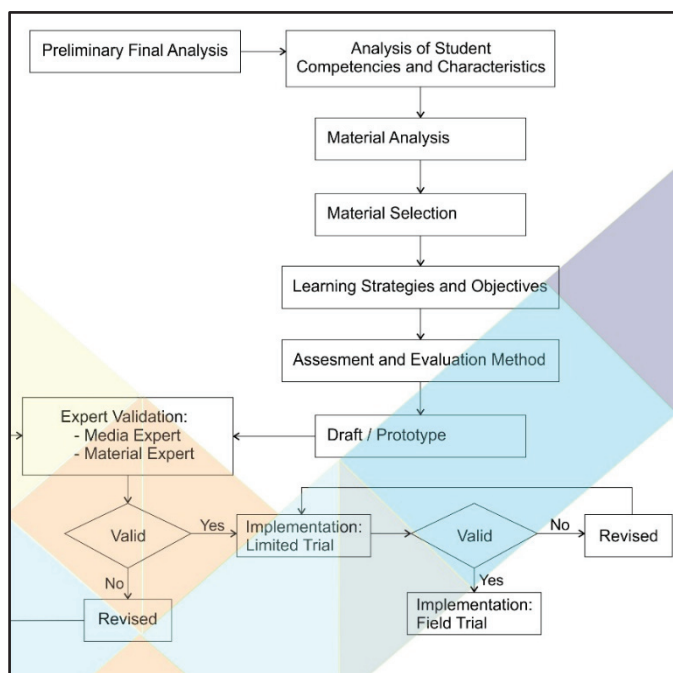 Preliminary Final Analysis
Analysis of Student
Competencies and Characteristics
Material Analysis
Material Selection
Learning Strategies and Objectives
Assesment and Evaluation Method
Expert Validation:
- Media Expert
- Material Expert
Draft / Prototype
Valid
Yes
Implementation:
Limited Trial
Valid
No
Revised
No
Revised
Yes
Implementation:
Field Trial